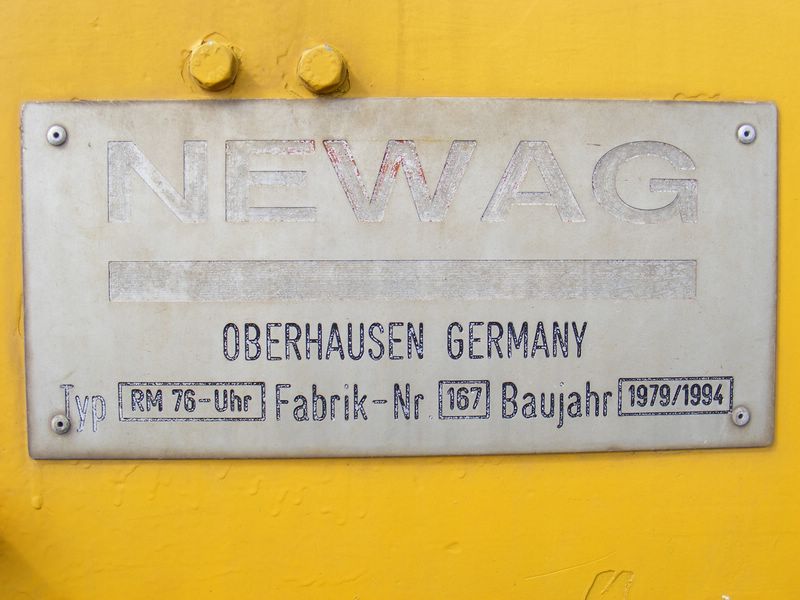 NEWAG
OBERHAUSEN GERMANY
Typ RM 76-Uhr Fabrik-Nr. 167 Baujahr 1979/1994